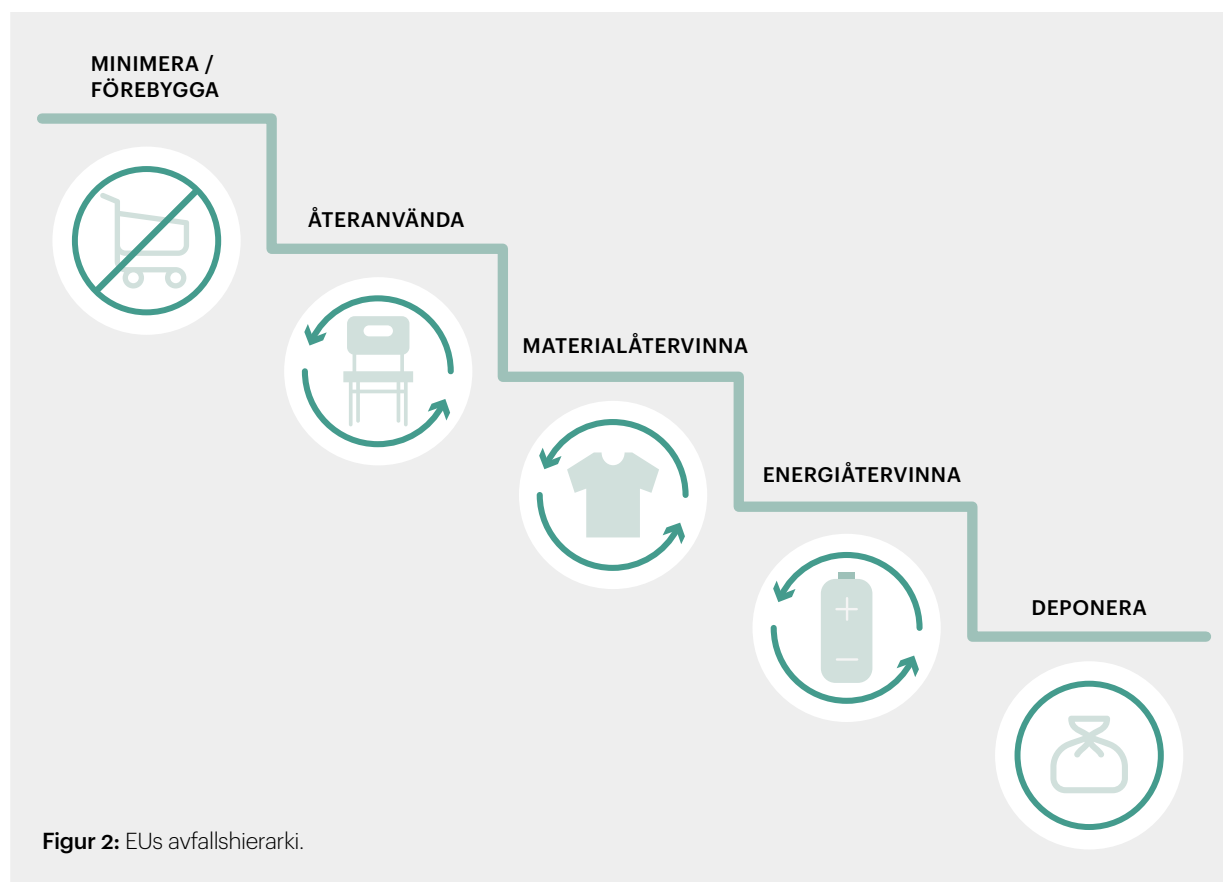 MINIMERA /
FÖREBYGGA
ÅTERANVÄNDA
MATERIALÅTERVINNA
ENERGIÅTERVINNA
DEPONERA
Figur 2: EUs avfallshierarki.